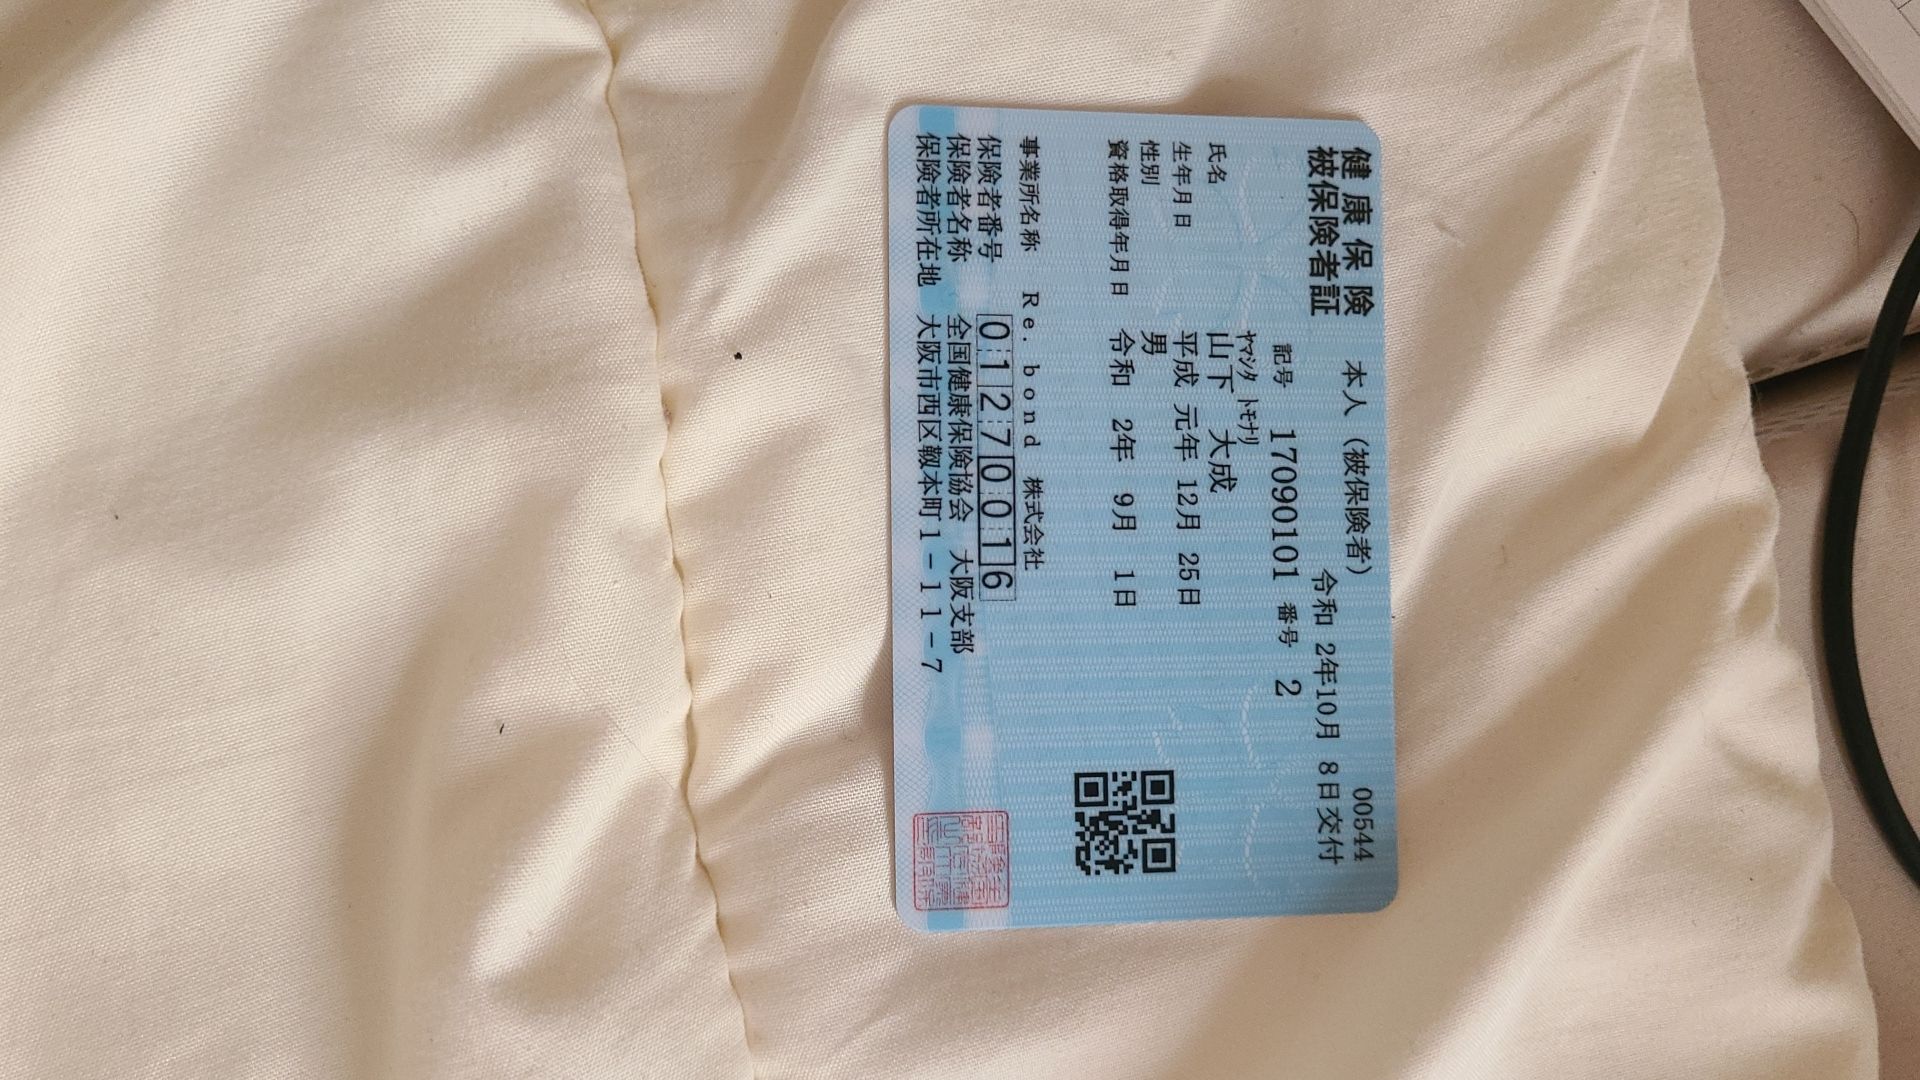 健康保険 本人（被保険者） 00544
被保険者証 令和 2年10月 8日交付
記号 17090101 番号 2
ヤマシタ トモナリ
氏名 山下 大成
生年月日 平成 元年 12月 25日
性別 男
資格取得年月日 令和 2年 9月 1日
事業所名称 Re.bond 株式会社
保険者番号 01270016
保険者名称 全国健康保険協会 大阪支部
保険者所在地 大阪市西区靱本町1-11-7